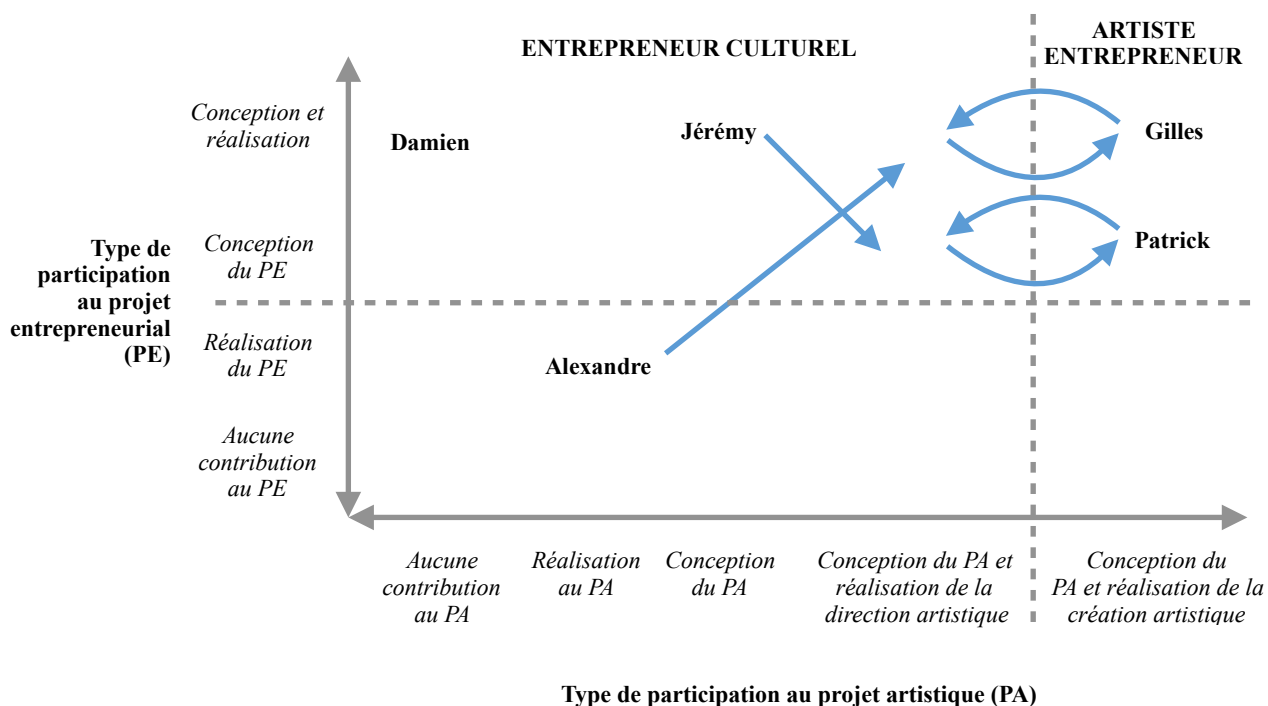 ENTREPRENEUR CULTUREL
ARTISTE
ENTREPRENEUR
Conception et
réalisation
Damien
Jérémy
Gilles
Type de
participation
au projet
entrepreneurial
(PE)
Conception
du PE
Patrick
Réalisation
du PE
Alexandre
Aucune
contribution
au PE
Aucune
contribution
au PA
Réalisation
au PA
Conception
du PA
Conception du PA et
réalisation de la
direction artistique
Conception du
PA et réalisation de la
création artistique
Type de participation au projet artistique (PA)